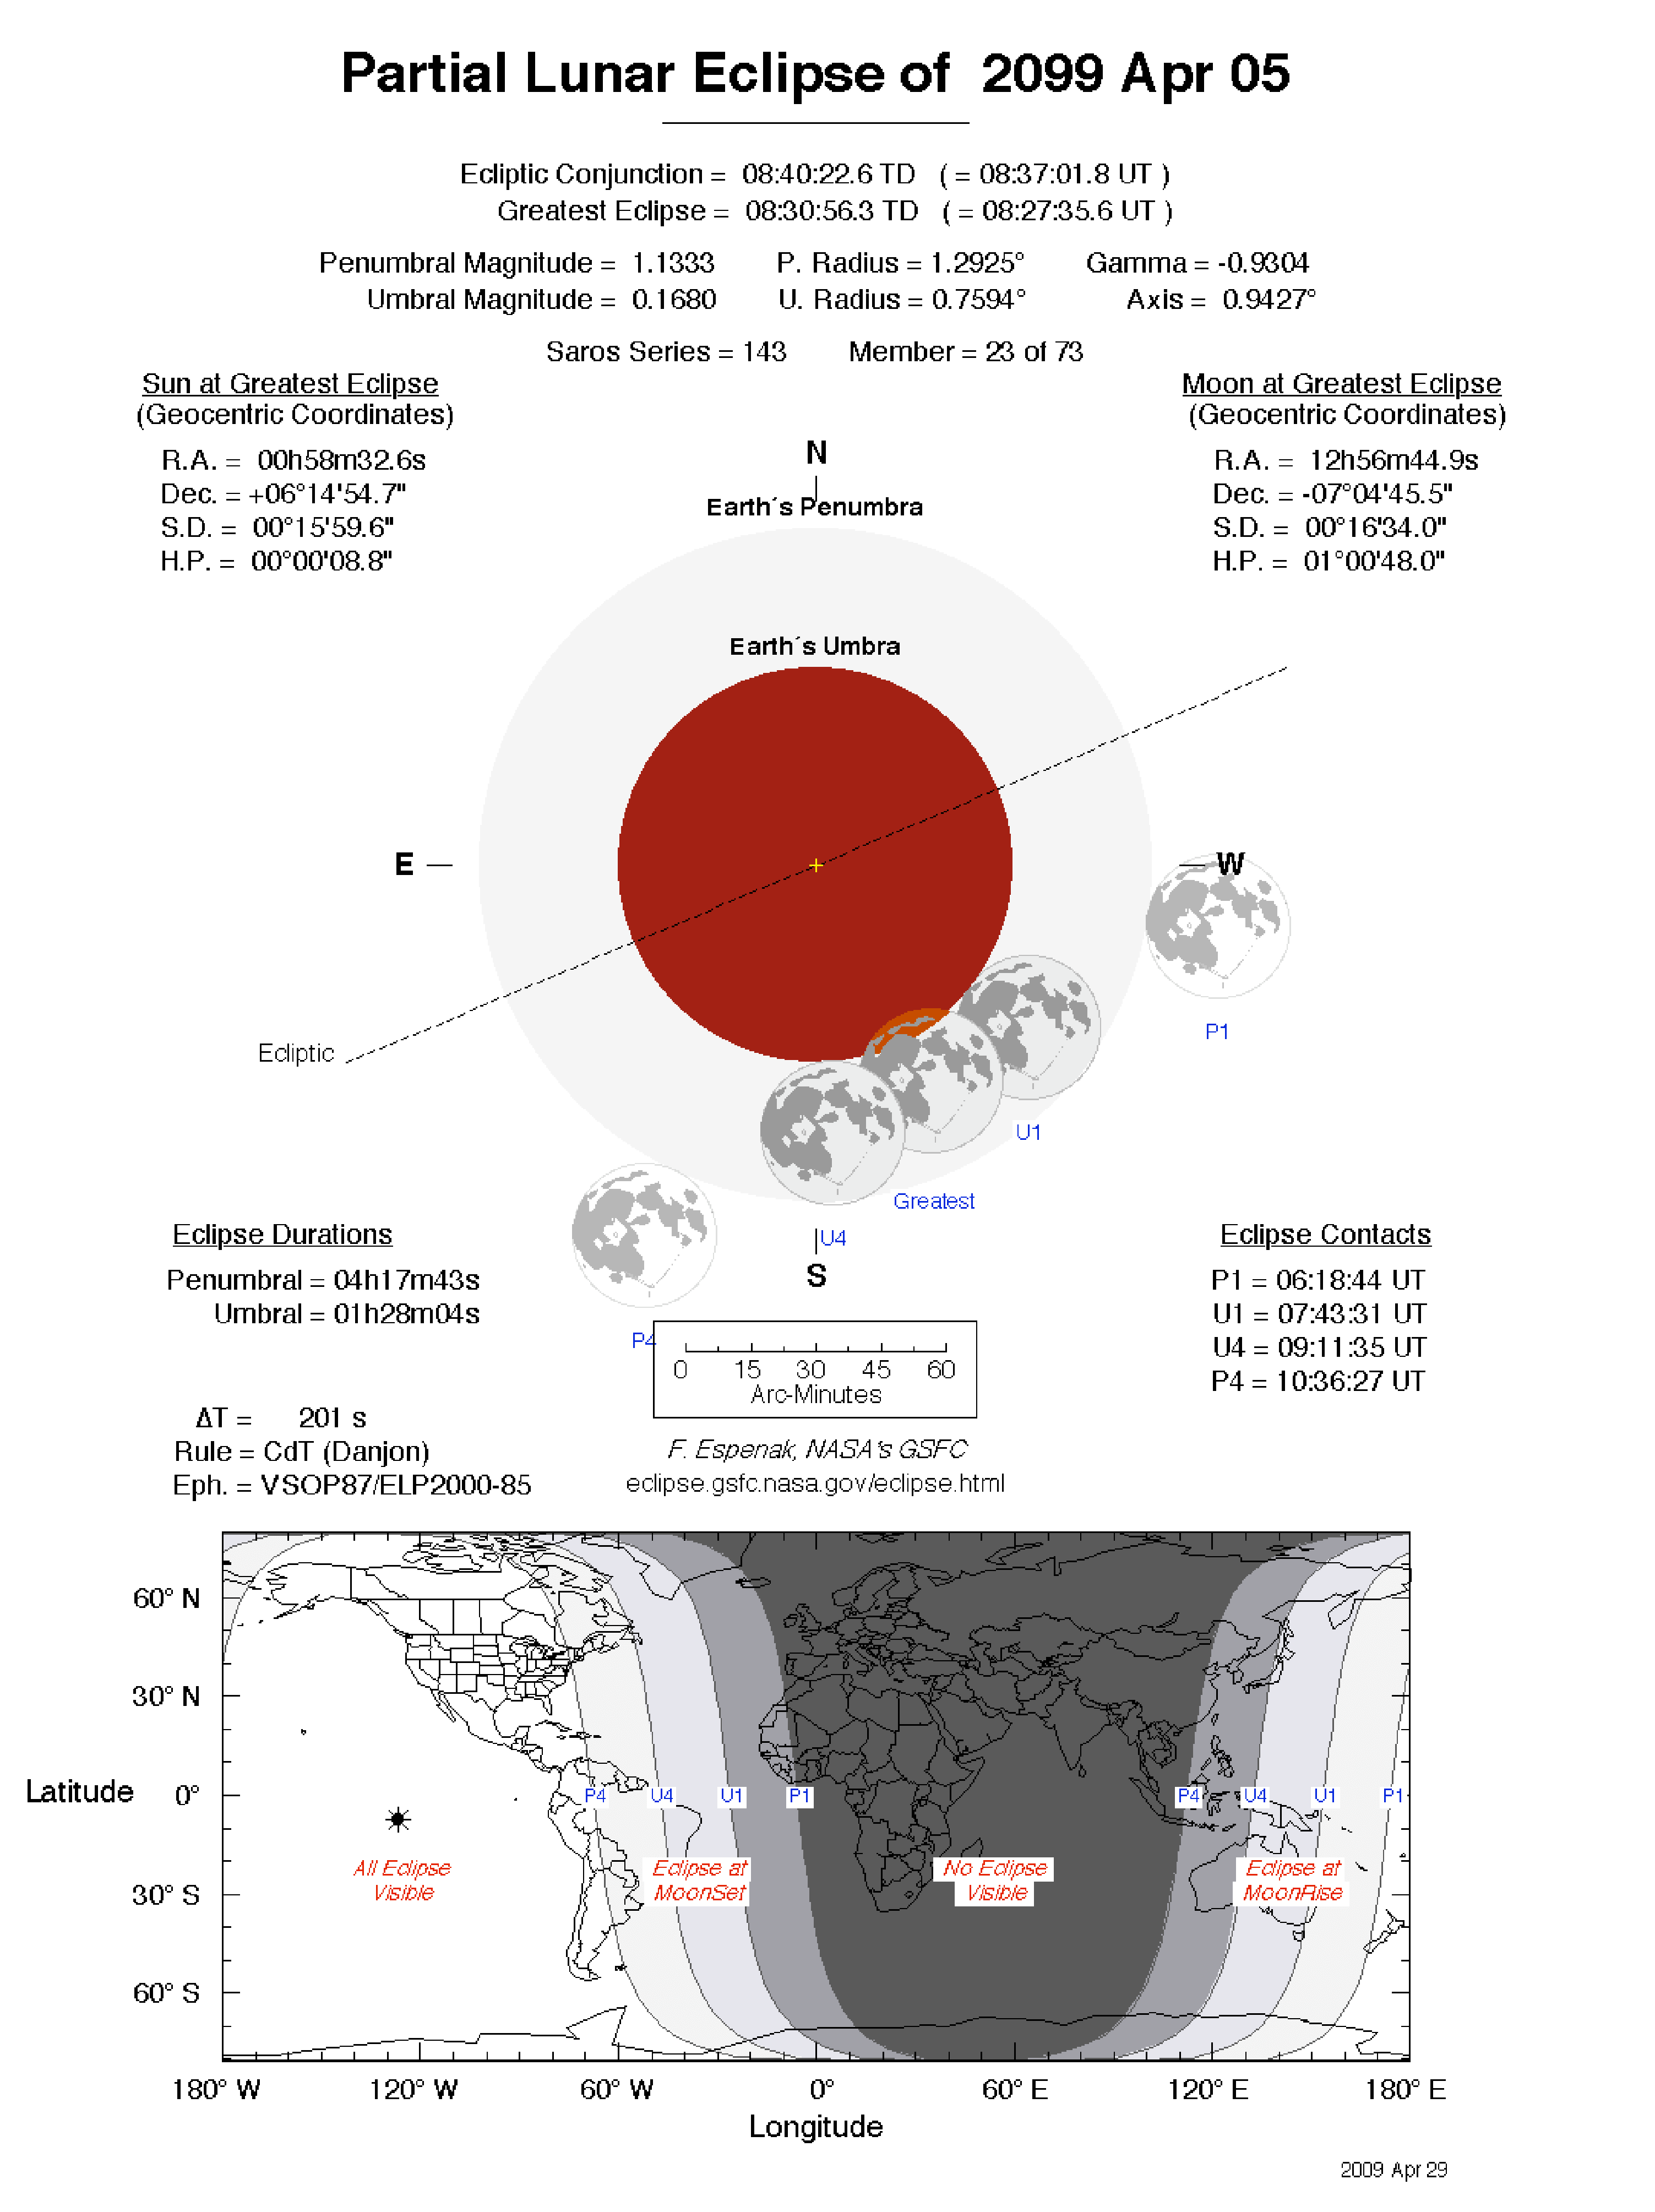 Partial Lunar Eclipse of 2099 Apr 05
Ecliptic Conjunction = 08:40:22.6 TD ( = 08:37:01.8 UT )
Greatest Eclipse = 08:30:56.3 TD ( = 08:27:35.6 UT )
Penumbral Magnitude = 1.1333 P. Radius = 1.2925° Gamma = -0.9304
Umbral Magnitude = 0.1680 U. Radius = 0.7594° Axis = 0.9427°
Saros Series = 143 Member = 23 of 73
Sun at Greatest Eclipse
(Geocentric Coordinates)
R.A. = 00h58m32.6s
Dec. = +06°14'54.7"
S.D. = 00°15'59.6"
H.P. = 00°00'08.8"
Moon at Greatest Eclipse
(Geocentric Coordinates)
R.A. = 12h56m44.9s
Dec. = -07°04'45.5"
S.D. = 00°16'34.0"
H.P. = 01°00'48.0"
N
Earth´s Penumbra
Earth´s Umbra
E
W
Ecliptic
P1
U1
Greatest
U4
S
P4
Eclipse Durations
Penumbral = 04h17m43s
Umbral = 01h28m04s
Eclipse Contacts
P1 = 06:18:44 UT
U1 = 07:43:31 UT
U4 = 09:11:35 UT
P4 = 10:36:27 UT
0 15 30 45 60
Arc-Minutes
ΔT = 201 s
Rule = CdT (Danjon)
Eph. = VSOP87/ELP2000-85
F. Espenak, NASA's GSFC
eclipse.gsfc.nasa.gov/eclipse.html
60° N
30° N
Latitude 0°
30° S
60° S
P4 U4 U1 P1 P4 U4 U1 P1
All Eclipse
Visible
Eclipse at
MoonSet
No Eclipse
Visible
Eclipse at
MoonRise
180° W 120° W 60° W 0° 60° E 120° E 180° E
Longitude
2009 Apr 29